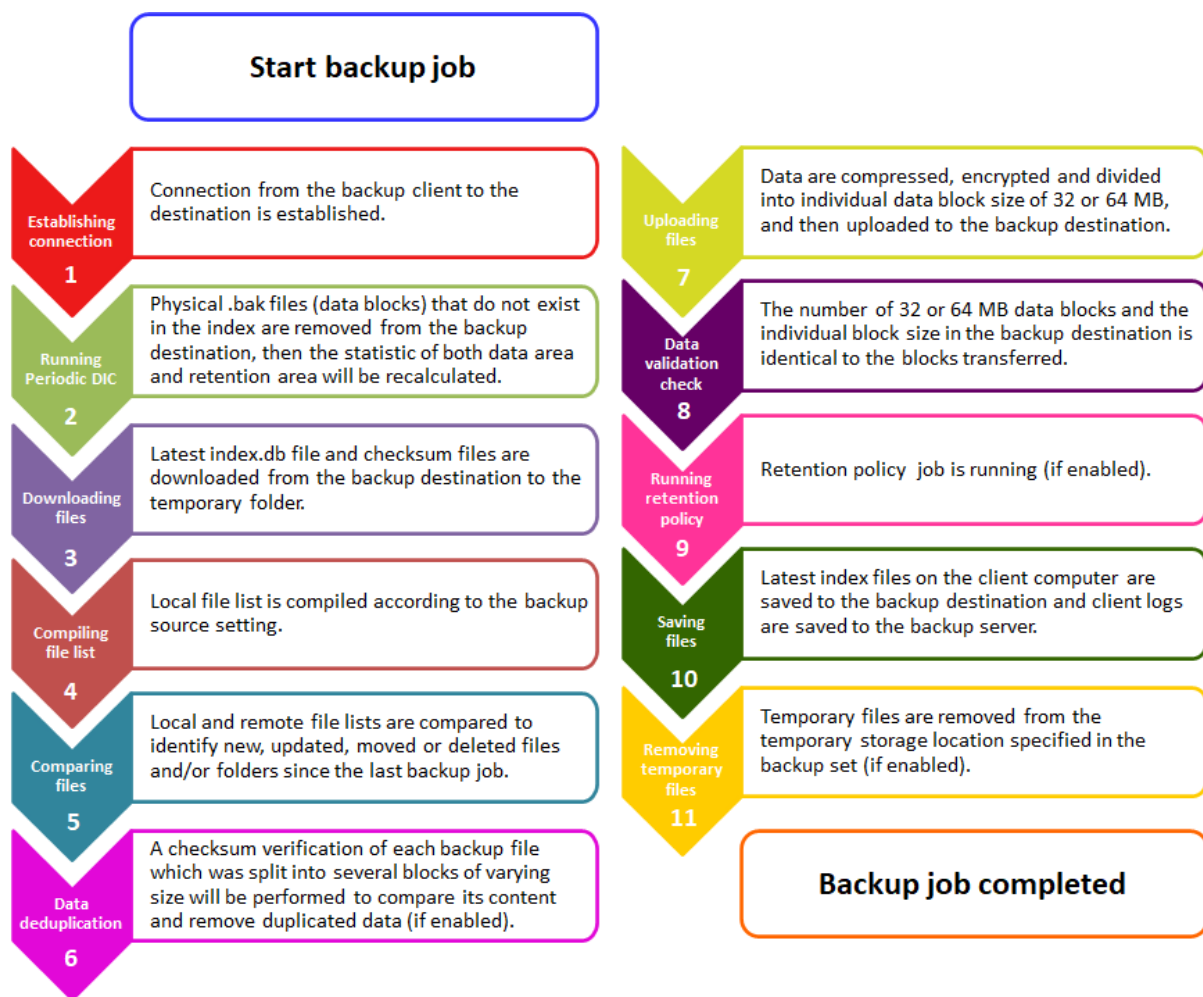 Start backup job
Establishing
connection
1
Connection from the backup client to the
destination is established.
Running
Periodic DIC
2
Physical .bak files (data blocks) that do not exist
in the index are removed from the backup
destination, then the statistic of both data area
and retention area will be recalculated.
Downloading
files
3
Latest index.db file and checksum files are
downloaded from the backup destination to the
temporary folder.
Compiling
file list
4
Local file list is compiled according to the backup
source setting.
Comparing
files
5
Local and remote file lists are compared to
identify new, updated, moved or deleted files
and/or folders since the last backup job.
Data
deduplication
6
A checksum verification of each backup file
which was split into several blocks of varying
size will be performed to compare its content
and remove duplicated data (if enabled).
Uploading
files
7
Data are compressed, encrypted and divided
into individual data block size of 32 or 64 MB,
and then uploaded to the backup destination.
Data
validation
check
8
The number of 32 or 64 MB data blocks and the
individual block size in the backup destination is
identical to the blocks transferred.
Running
retention
policy
9
Retention policy job is running (if enabled).
Saving
files
10
Latest index files on the client computer are
saved to the backup destination and client logs
are saved to the backup server.
Removing
temporary
files
11
Temporary files are removed from the
temporary storage location specified in the
backup set (if enabled).
Backup job completed